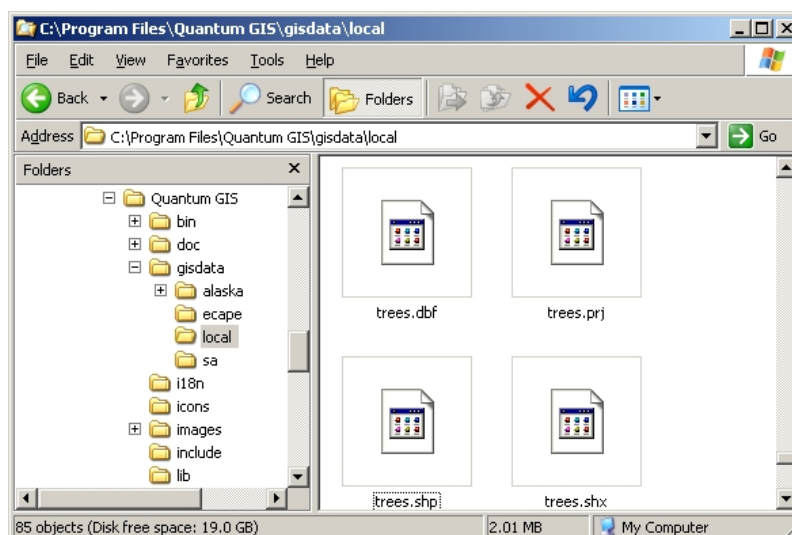 C:\Program Files\Quantum GIS\gisdata\local
File Edit View Favorites Tools Help
Back Search Folders
Address C:\Program Files\Quantum GIS\gisdata\local Go
Folders x
Quantum GIS
bin
doc
gisdata
alaska
ecape
local
sa
i18n
icons
images
include
lib
trees.dbf trees.prj
trees.shp trees.shx
85 objects (Disk free space: 19.0 GB) 2.01 MB My Computer